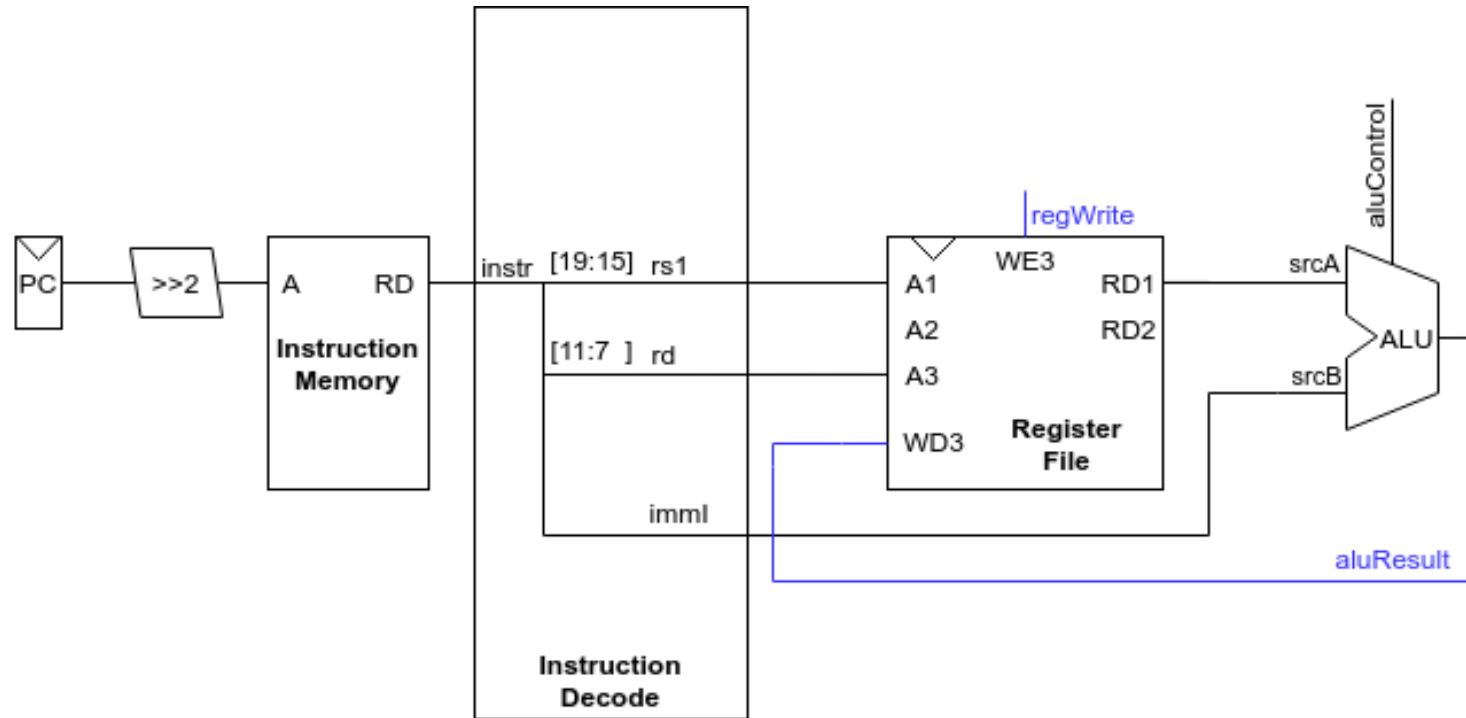 aluControl
regWrite
PC
>>2
A
RD
Instruction
Memory
instr
[19:15]
rs1
[11:7 ]
rd
immI
Instruction
Decode
WE3
A1
RD1
A2
RD2
A3
WD3
Register
File
srcA
srcB
ALU
aluResult